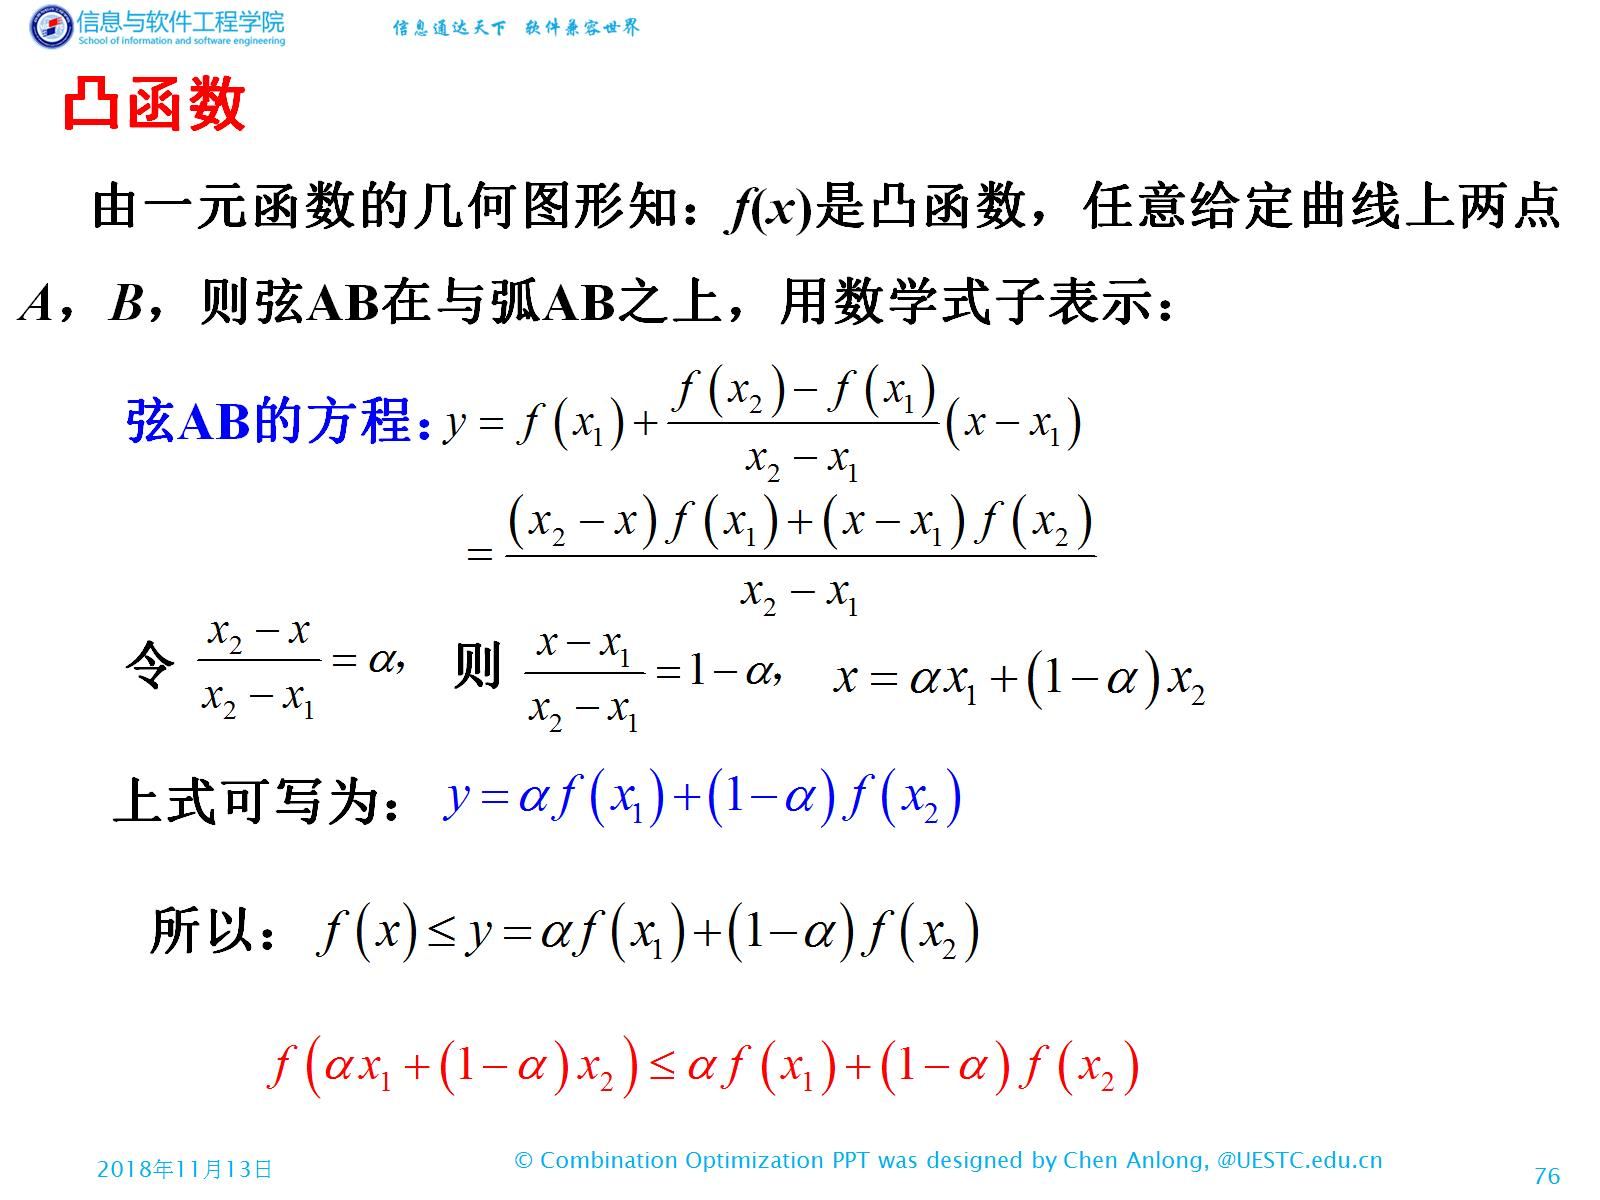 信息与软件工程学院
School of information and software engineering
信息通达天下 软件兼容世界
凸函数
由一元函数的几何图形知：f(x)是凸函数，任意给定曲线上两点
A，B，则弦AB在与弧AB之上，用数学式子表示：
弦AB的方程：y = f(x₁) + \frac{f(x₂) − f(x₁)}{x₂ − x₁}(x − x₁)
= \frac{(x₂ − x)f(x₁) + (x − x₁)f(x₂)}{x₂ − x₁}
令 \frac{x₂ − x}{x₂ − x₁} = α， 则 \frac{x − x₁}{x₂ − x₁} = 1 − α， x = αx₁ + (1 − α)x₂
上式可写为： y = αf(x₁) + (1 − α)f(x₂)
所以： f(x) ≤ y = αf(x₁) + (1 − α)f(x₂)
f(αx₁ + (1 − α)x₂) ≤ αf(x₁) + (1 − α)f(x₂)
2018年11月13日
© Combination Optimization PPT was designed by Chen Anlong, @UESTC.edu.cn
76